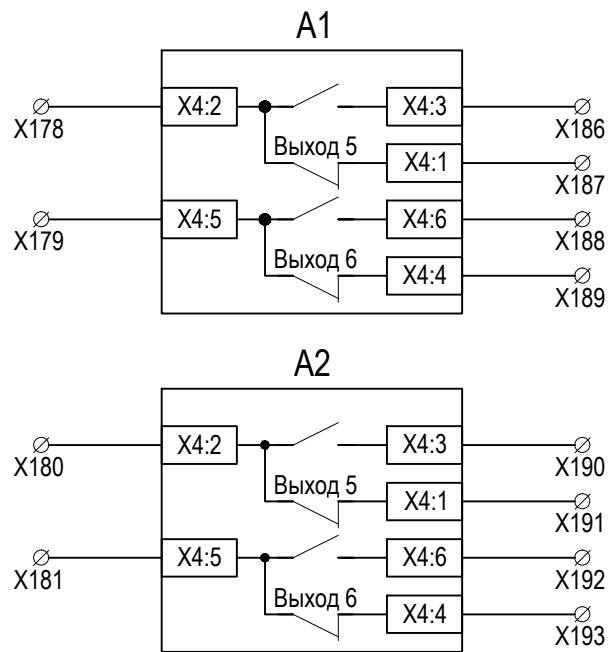 A1
X4:2 X4:3
X178 X186
Выход 5 X4:1
X187
X4:5 X4:6
X179 X188
Выход 6 X4:4
X189
A2
X4:2 X4:3
X180 X190
Выход 5 X4:1
X191
X4:5 X4:6
X181 X192
Выход 6 X4:4
X193